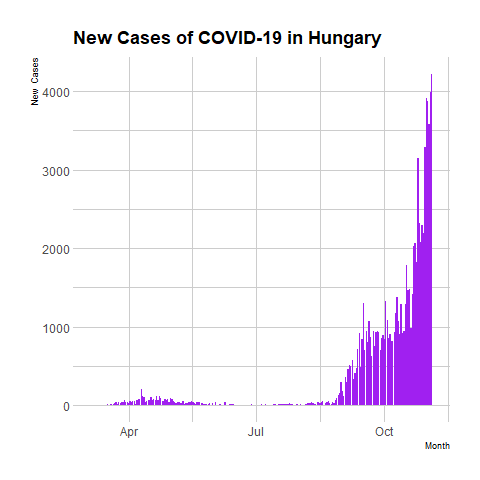 New Cases of COVID-19 in Hungary
New Cases
4000
3000
2000
1000
0
Apr
Jul
Oct
Month